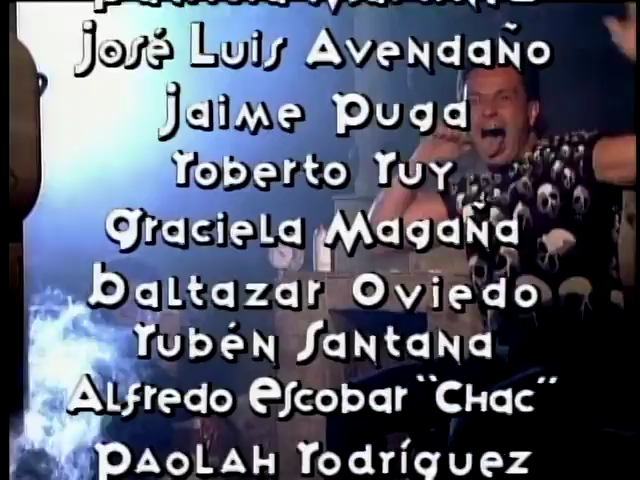 José Luis Avendaño
Jaime Puga
Roberto Ruy
Graciela Magaña
Baltazar Oviedo
Rubén Santana
Alfredo Escobar "Chac"
Paolah Rodríguez